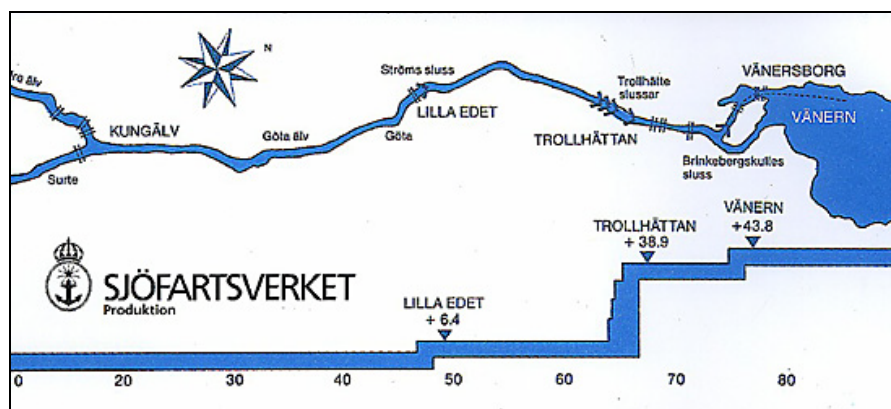 N
VÄNERSBORG
Ströms sluss
Trollhätte
slussar
älv
KUNGÄLV
LILLA EDET
VÄNERN
Göta älv
Göta
TROLLHÄTTAN
Brinkebergskulles
sluss
Surte
TROLLHÄTTAN
+ 38.9
VÄNERN
+43.8
SJÖFARTSVERKET
Produktion
LILLA EDET
+ 6.4
0 20 30 40 50 60 70 80